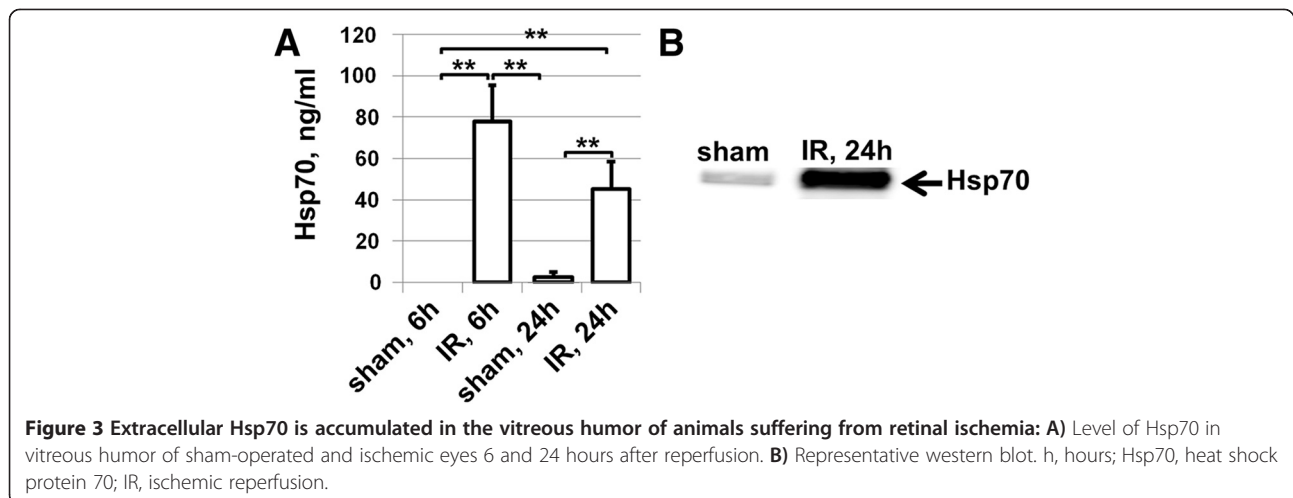 A
B
Hsp70, ng/ml
120
100
80
60
40
20
0
**
**
**
**
sham, 6h
IR, 6h
sham, 24h
IR, 24h
sham IR, 24h
Hsp70
Figure 3 Extracellular Hsp70 is accumulated in the vitreous humor of animals suffering from retinal ischemia: A) Level of Hsp70 in
vitreous humor of sham-operated and ischemic eyes 6 and 24 hours after reperfusion. B) Representative western blot. h, hours; Hsp70, heat shock
protein 70; IR, ischemic reperfusion.